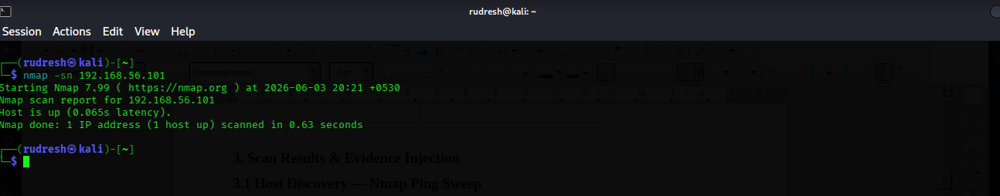 rudresh@kali: ~
Session Actions Edit View Help
┌──(rudresh㉿kali)-[~]
└─$ nmap -sn 192.168.56.101
Starting Nmap 7.99 ( https://nmap.org ) at 2026-06-03 20:21 +0530
Nmap scan report for 192.168.56.101
Host is up (0.065s latency).
Nmap done: 1 IP address (1 host up) scanned in 0.63 seconds
┌──(rudresh㉿kali)-[~]
└─$
14 pt
3. Scan Results & Evidence Injection
3.1 Host Discovery — Nmap Ping Sweep